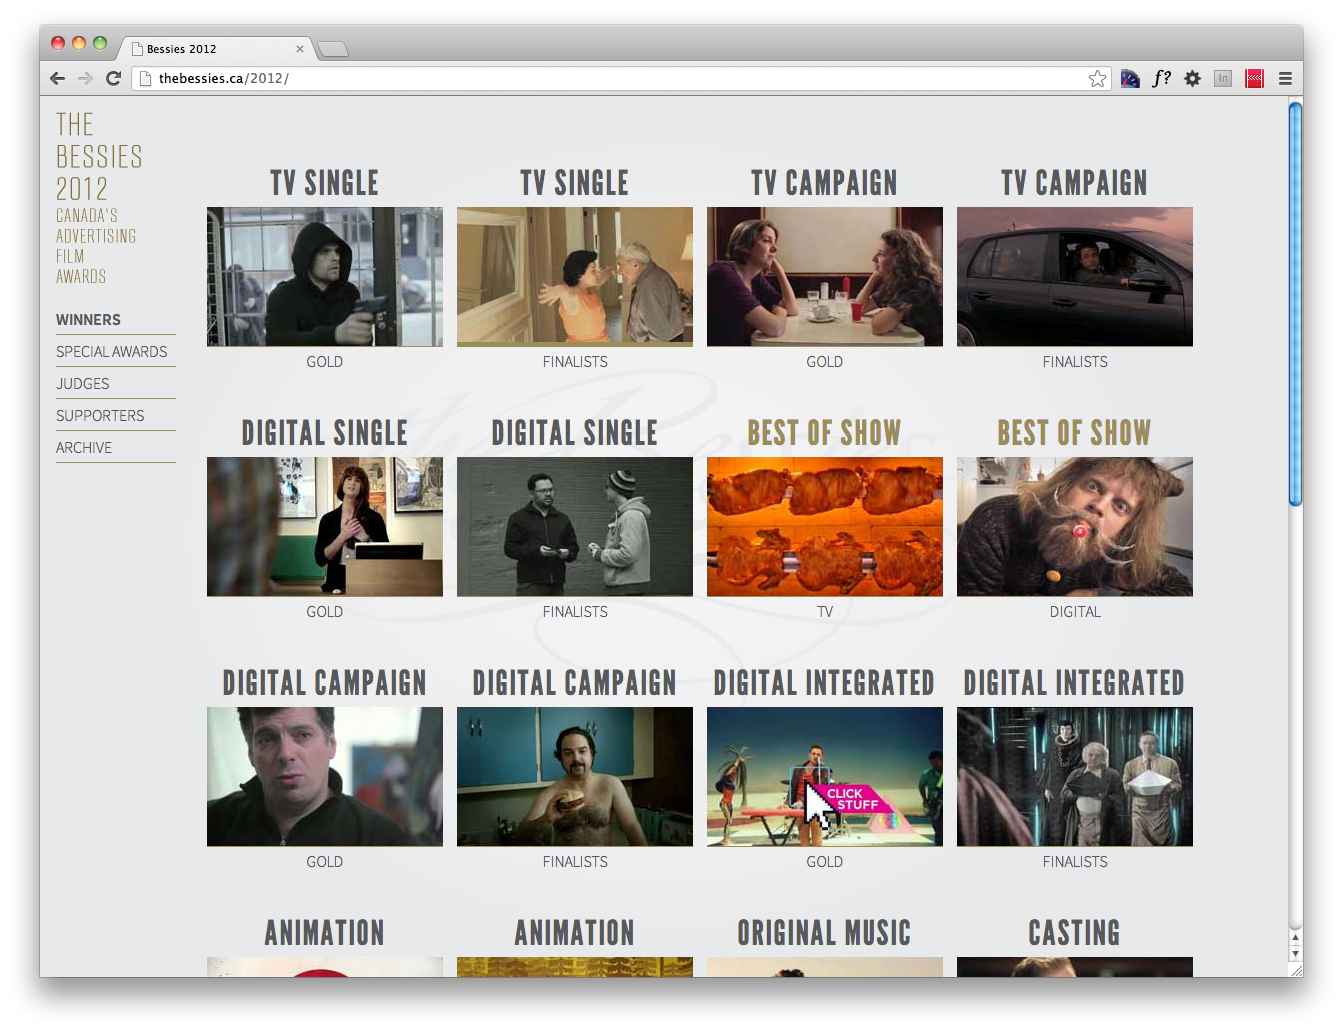 Bessies 2012
thebessies.ca/2012/
f?
In
THE
BESSIES
2012
CANADA'S
ADVERTISING
FILM
AWARDS
WINNERS
SPECIAL AWARDS
JUDGES
SUPPORTERS
ARCHIVE
TV SINGLE
GOLD
TV SINGLE
FINALISTS
TV CAMPAIGN
GOLD
TV CAMPAIGN
FINALISTS
DIGITAL SINGLE
GOLD
DIGITAL SINGLE
FINALISTS
BEST OF SHOW
TV
BEST OF SHOW
DIGITAL
the Bessies
DIGITAL CAMPAIGN
GOLD
DIGITAL CAMPAIGN
FINALISTS
DIGITAL INTEGRATED
CLICK
STUFF
GOLD
DIGITAL INTEGRATED
FINALISTS
ANIMATION
ANIMATION
ORIGINAL MUSIC
CASTING